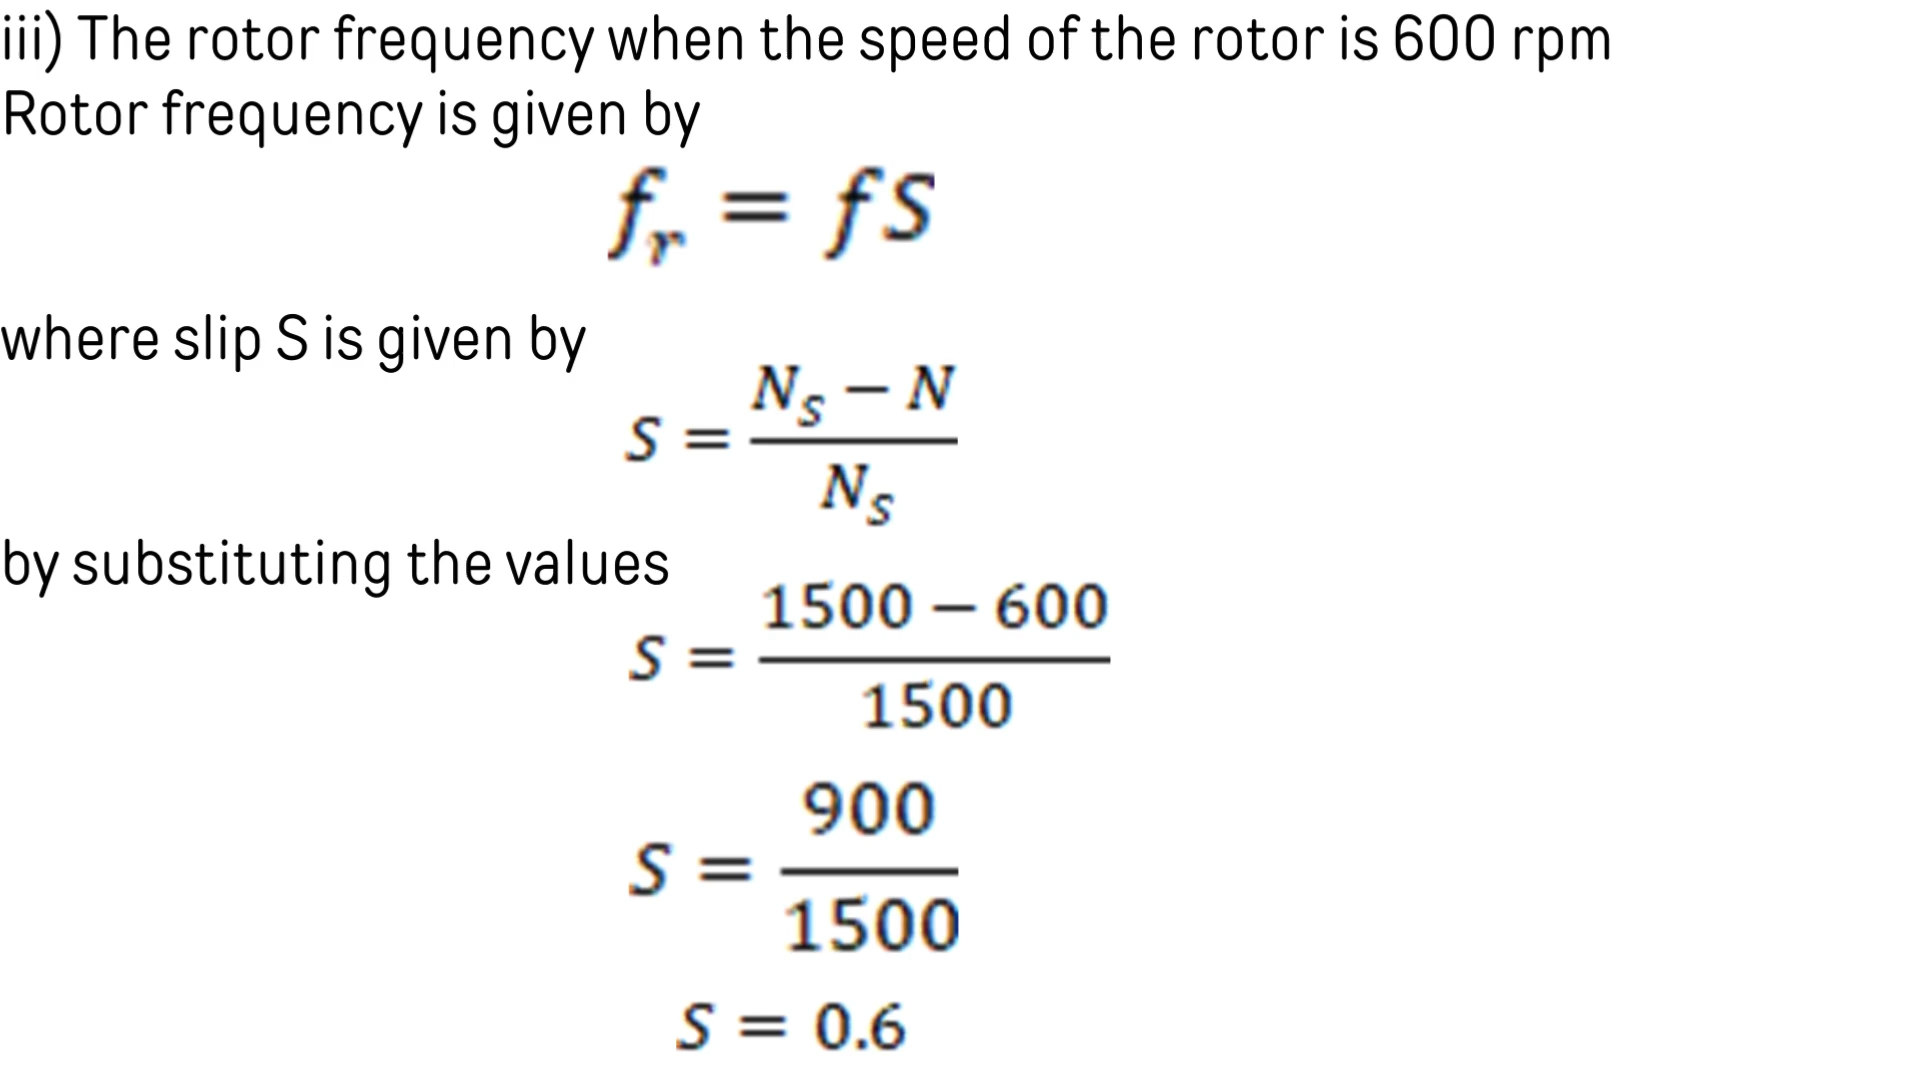 iii) The rotor frequency when the speed of the rotor is 600 rpm
Rotor frequency is given by
fᵣ = fS
where slip S is given by
S = (N_S − N) / N_S
by substituting the values
S = (1500 − 600) / 1500
S = 900 / 1500
S = 0.6